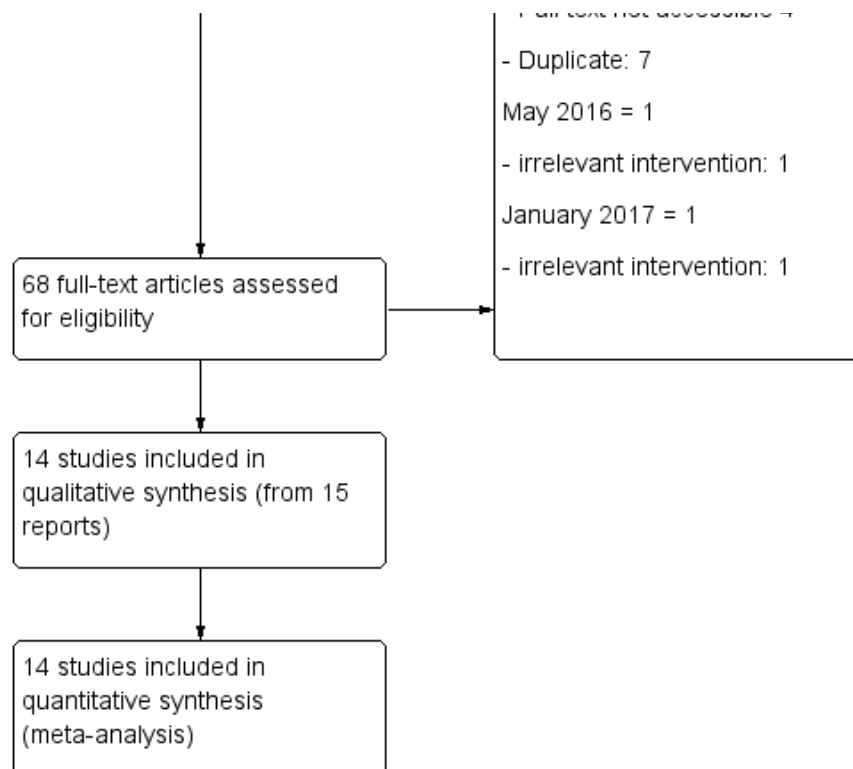 - Duplicate: 7
May 2016 = 1
- irrelevant intervention: 1
January 2017 = 1
- irrelevant intervention: 1
68 full-text articles assessed
for eligibility
14 studies included in
qualitative synthesis (from 15
reports)
14 studies included in
quantitative synthesis
(meta-analysis)